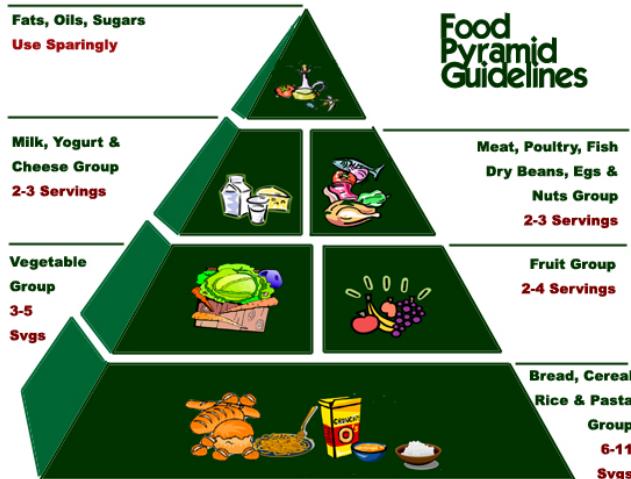 Fats, Oils, Sugars
Use Sparingly
Food
Pyramid
Guidelines
Milk, Yogurt &
Cheese Group
2-3 Servings
Meat, Poultry, Fish
Dry Beans, Egs &
Nuts Group
2-3 Servings
Vegetable
Group
3-5
Svgs
Fruit Group
2-4 Servings
Bread, Cereal
Rice & Pasta
Group
6-11
Svgs